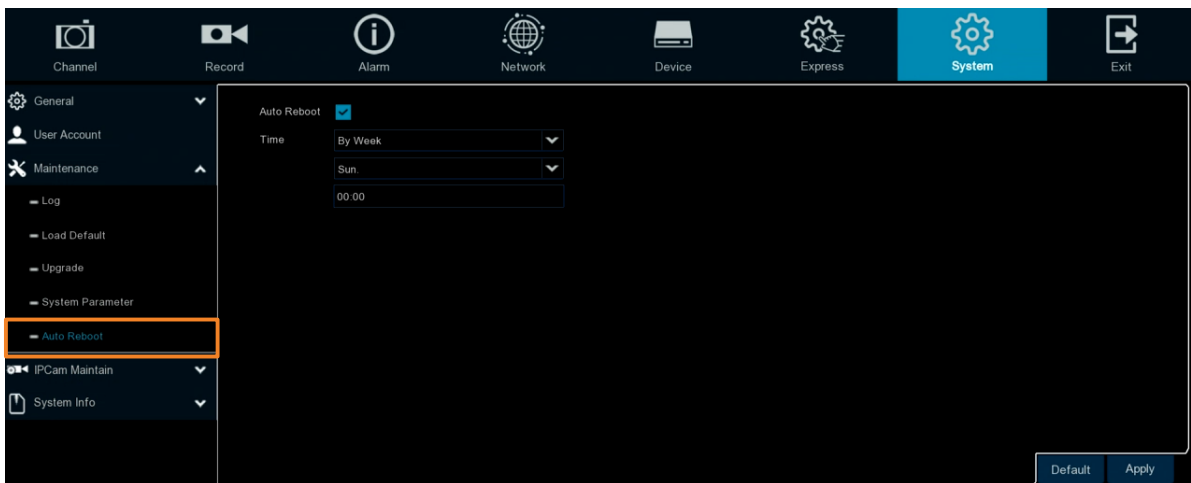 Channel
Record
Alarm
Network
Device
Express
System
Exit
General
User Account
Maintenance
Log
Load Default
Upgrade
System Parameter
Auto Reboot
IPCam Maintain
System Info
Auto Reboot
Time
By Week
Sun.
00:00
Default
Apply